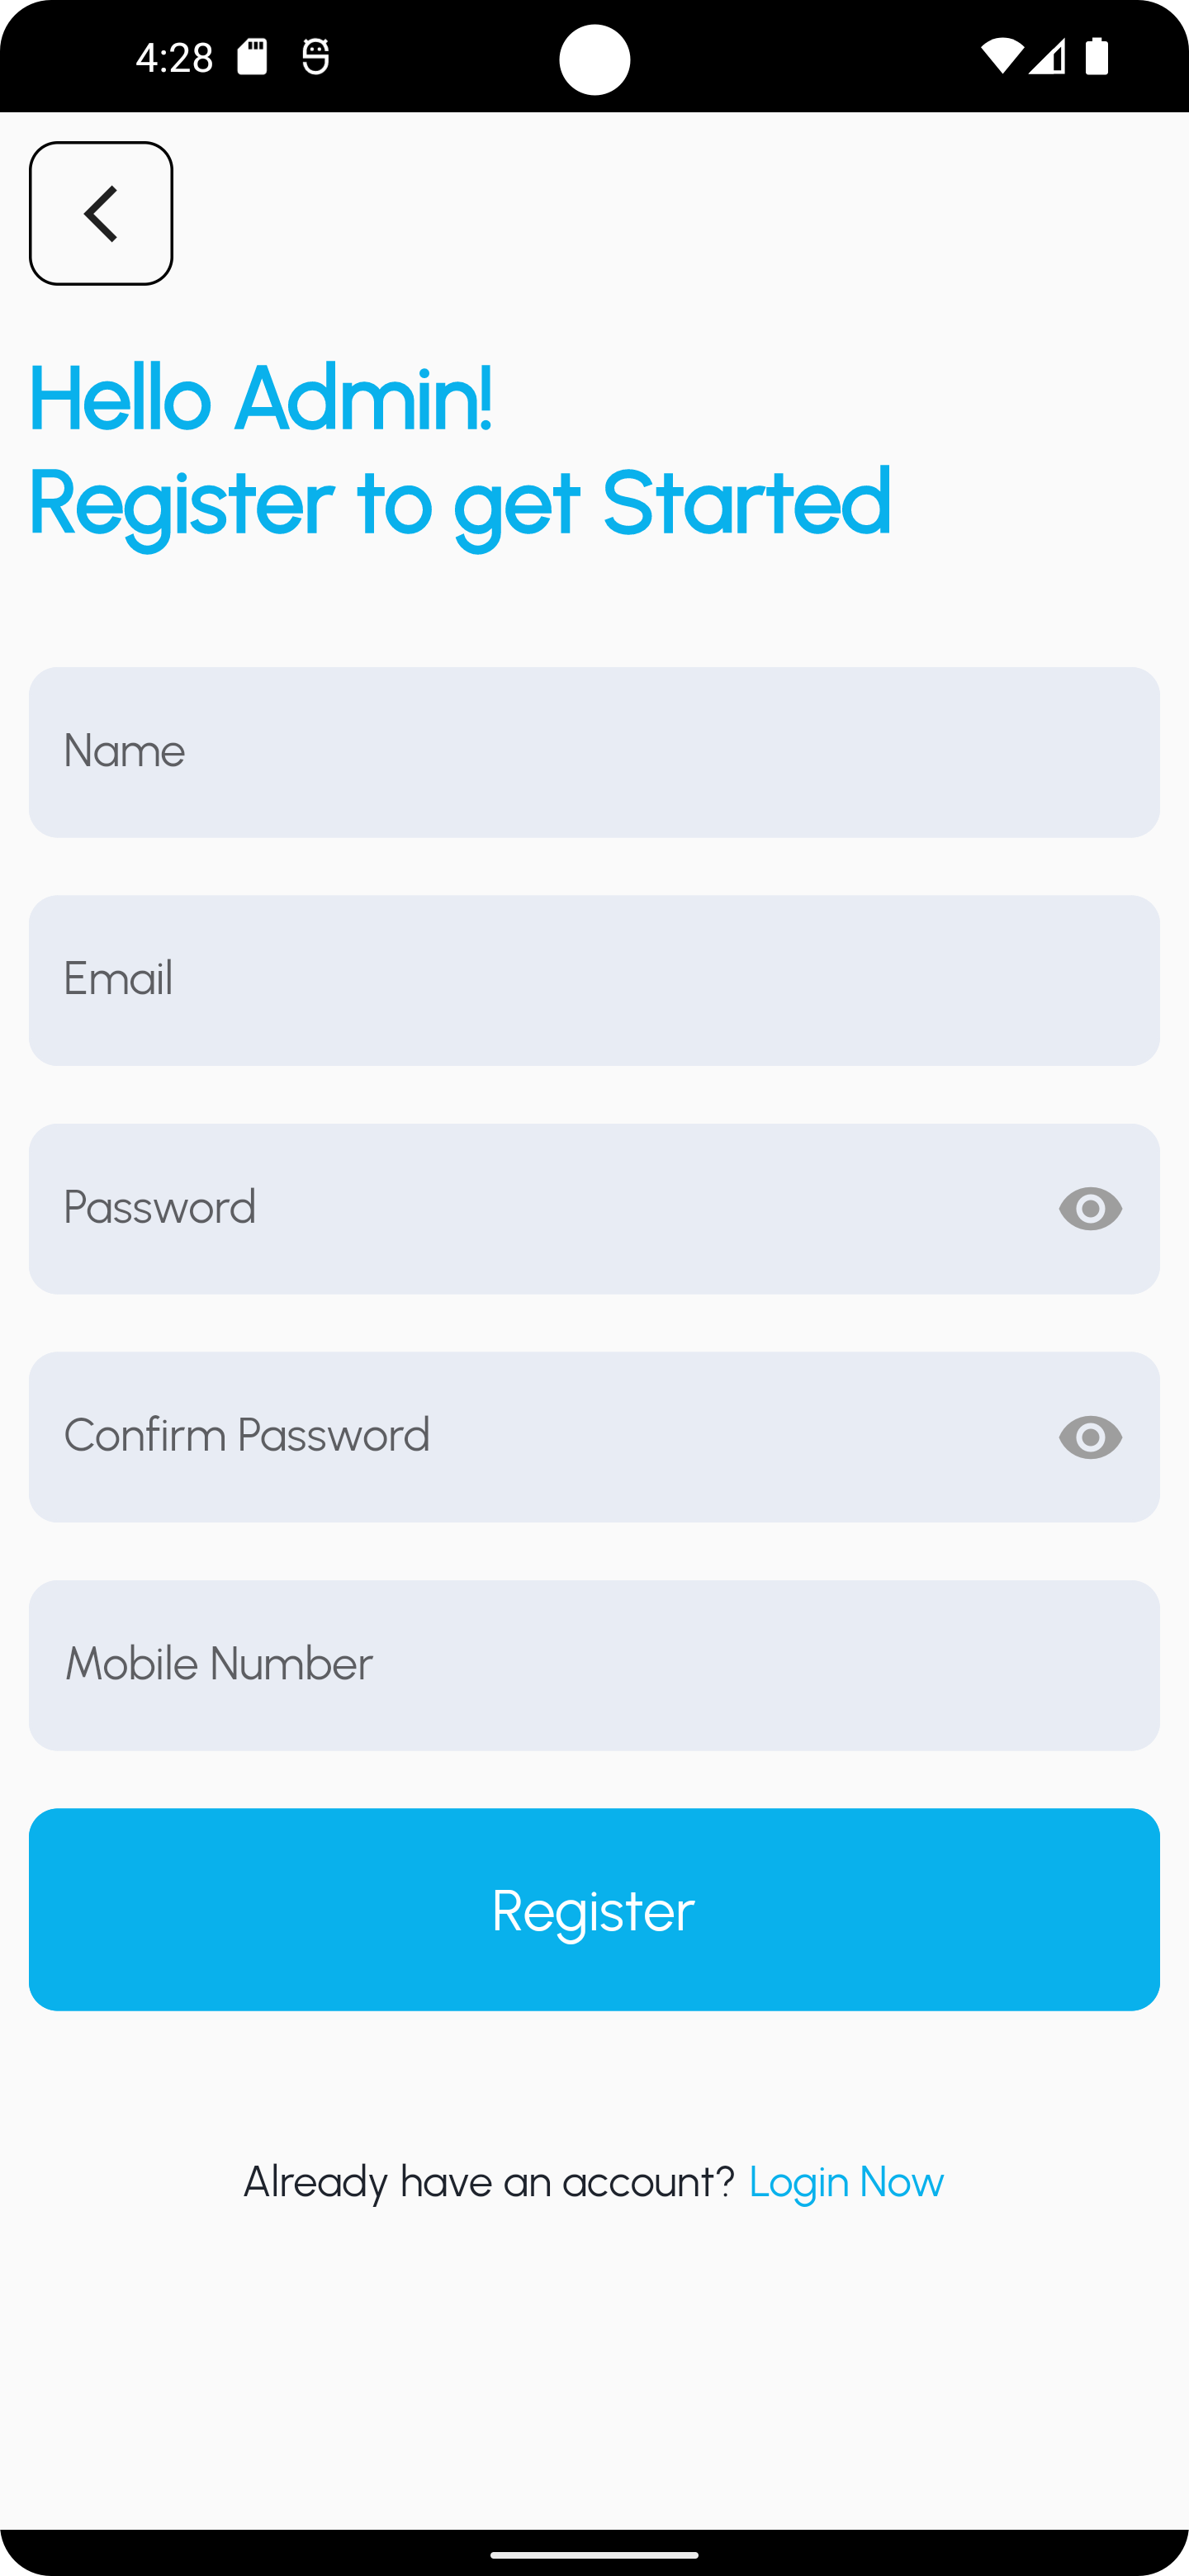 4:28
Hello Admin!
Register to get Started
Name
Email
Password
Confirm Password
Mobile Number
Register
Already have an account? Login Now